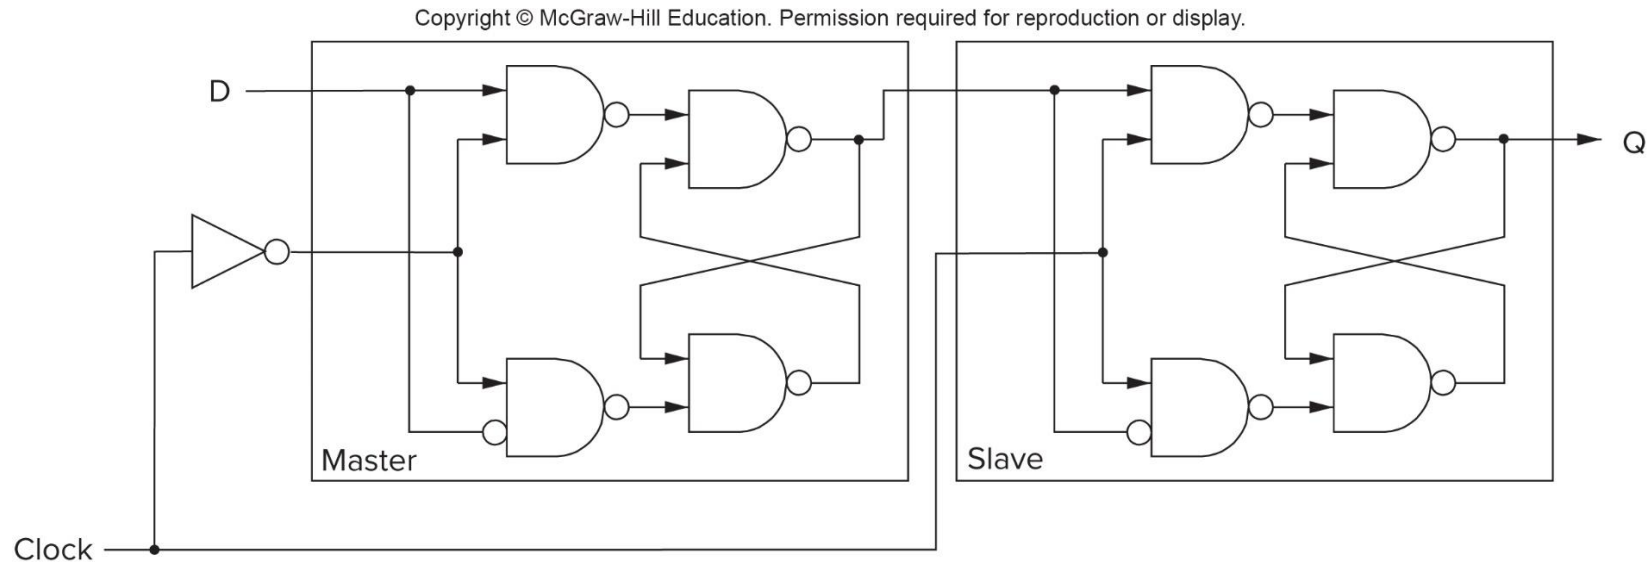 Copyright © McGraw-Hill Education. Permission required for reproduction or display.
D
Q
Master
Slave
Clock